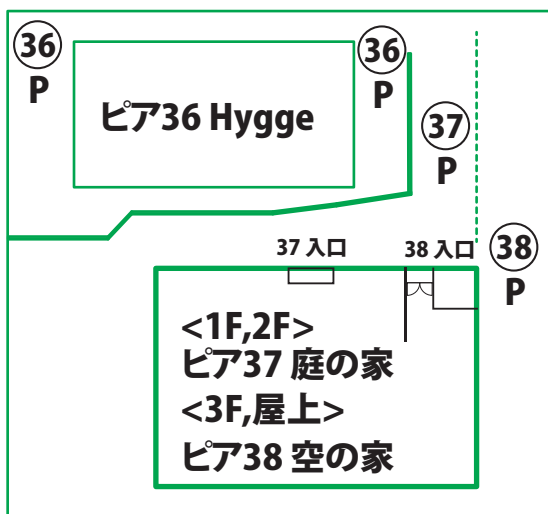 36
P
ピア36 Hygge
36
P
37
P
37 入口
38 入口
38
P
<1F,2F>
ピア37 庭の家
<3F,屋上>
ピア38 空の家